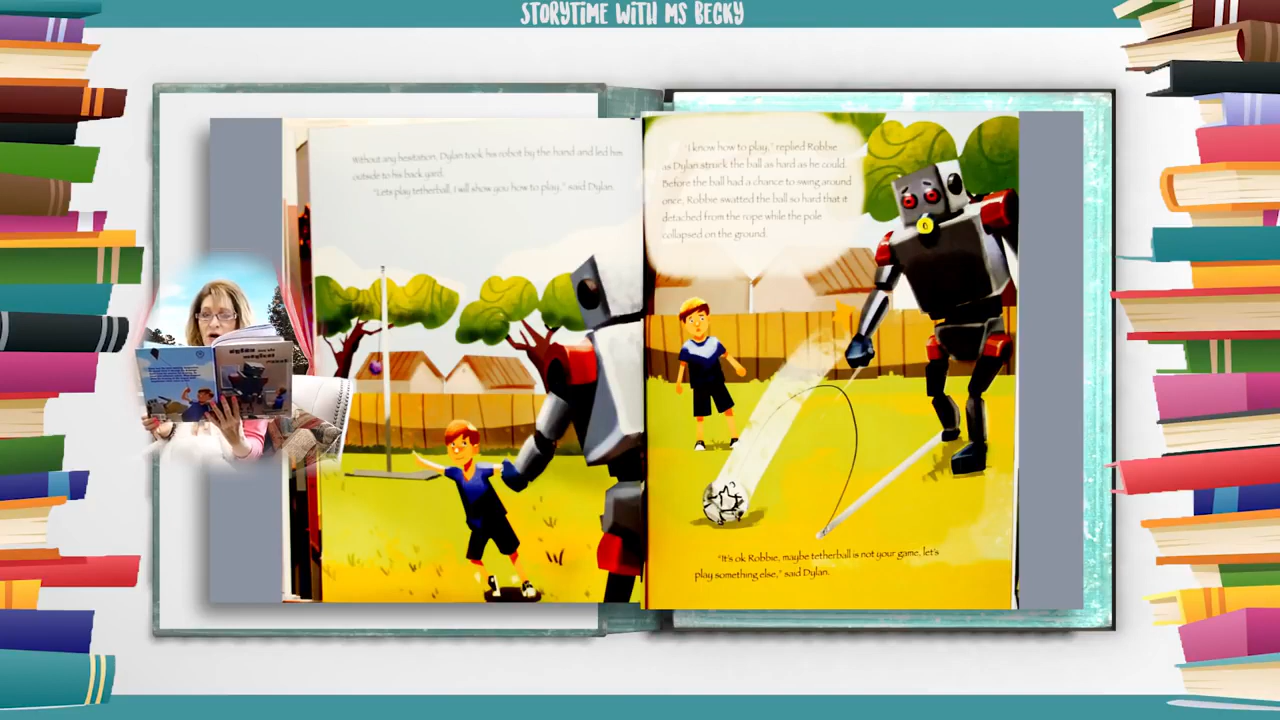 STORYTIME WITH MS BECKY
Without any hesitation, Dylan took his robot by the hand and led him
outside to his back yard.
"Lets play tetherball, I will show you how to play," said Dylan.
"I know how to play," replied Robbie
as Dylan struck the ball as hard as he could.
Before the ball had a chance to swing around
once, Robbie swatted the ball so hard that it
detached from the rope while the pole
collapsed on the ground.
"It's ok Robbie, maybe tetherball is not your game, let's
play something else," said Dylan.